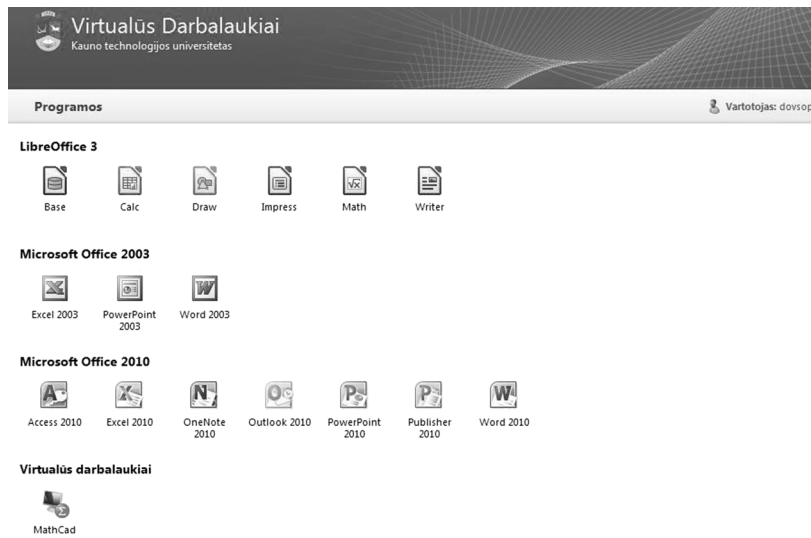 Virtualūs Darbalaukiai
Kauno technologijos universitetas
Programos
Vartotojas: dovsop
LibreOffice 3
Base Calc Draw Impress Math Writer
Microsoft Office 2003
Excel 2003 PowerPoint 2003 Word 2003
Microsoft Office 2010
Access 2010 Excel 2010 OneNote 2010 Outlook 2010 PowerPoint 2010 Publisher 2010 Word 2010
Virtualūs darbalaukiai
MathCad